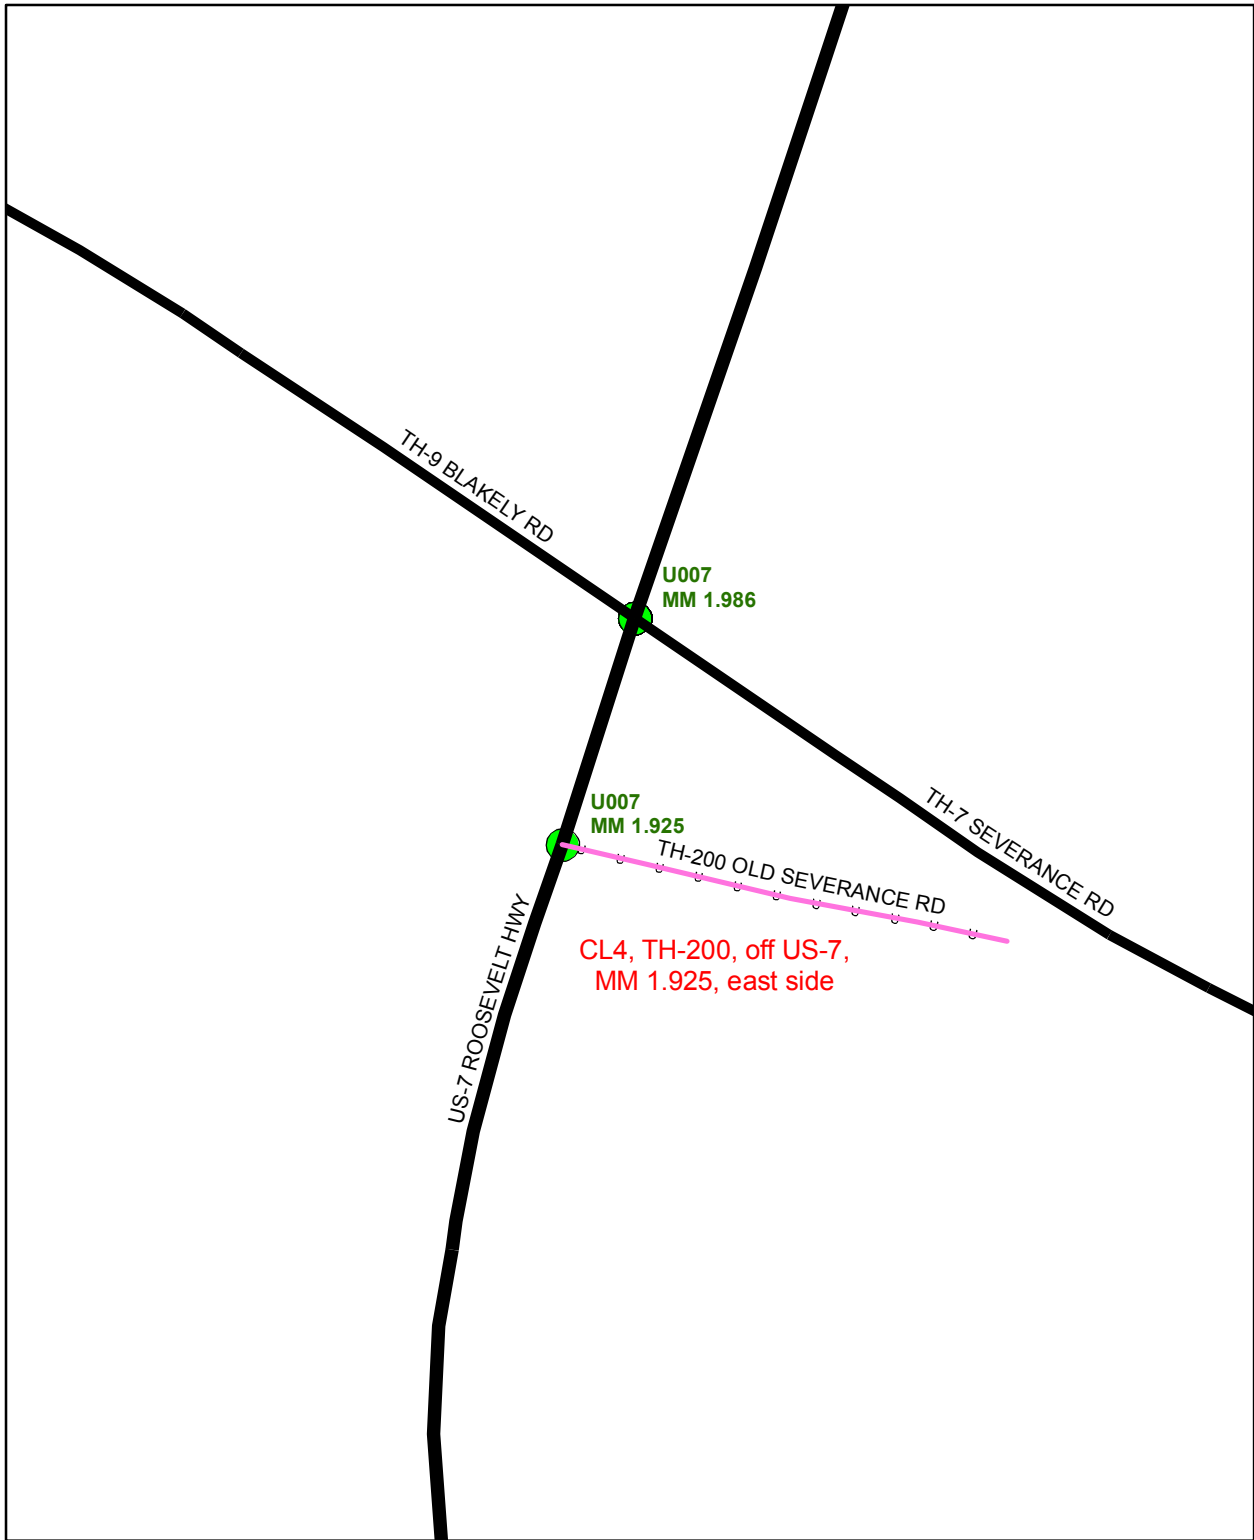 TH-9 BLAKELY RD
U007
MM 1.986
TH-7 SEVERANCE RD
U007
MM 1.925
TH-200 OLD SEVERANCE RD
CL4, TH-200, off US-7,
MM 1.925, east side
US-7 ROOSEVELT HWY